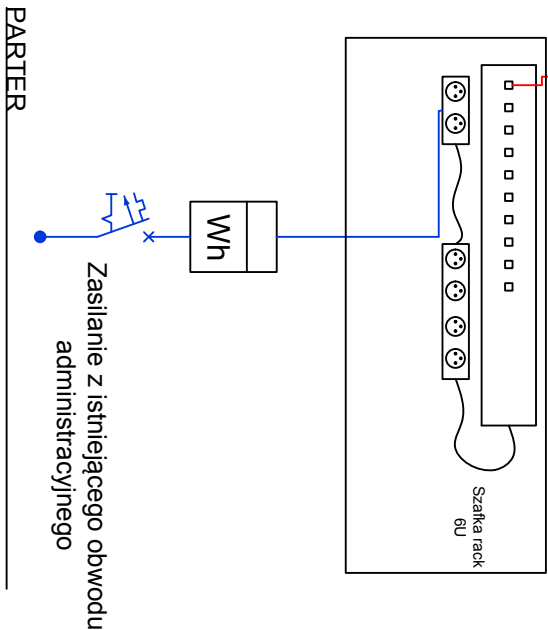 PARTER
Wh
Zasilanie z istniejącego obwodu
administracyjnego
Szafka rack
6U